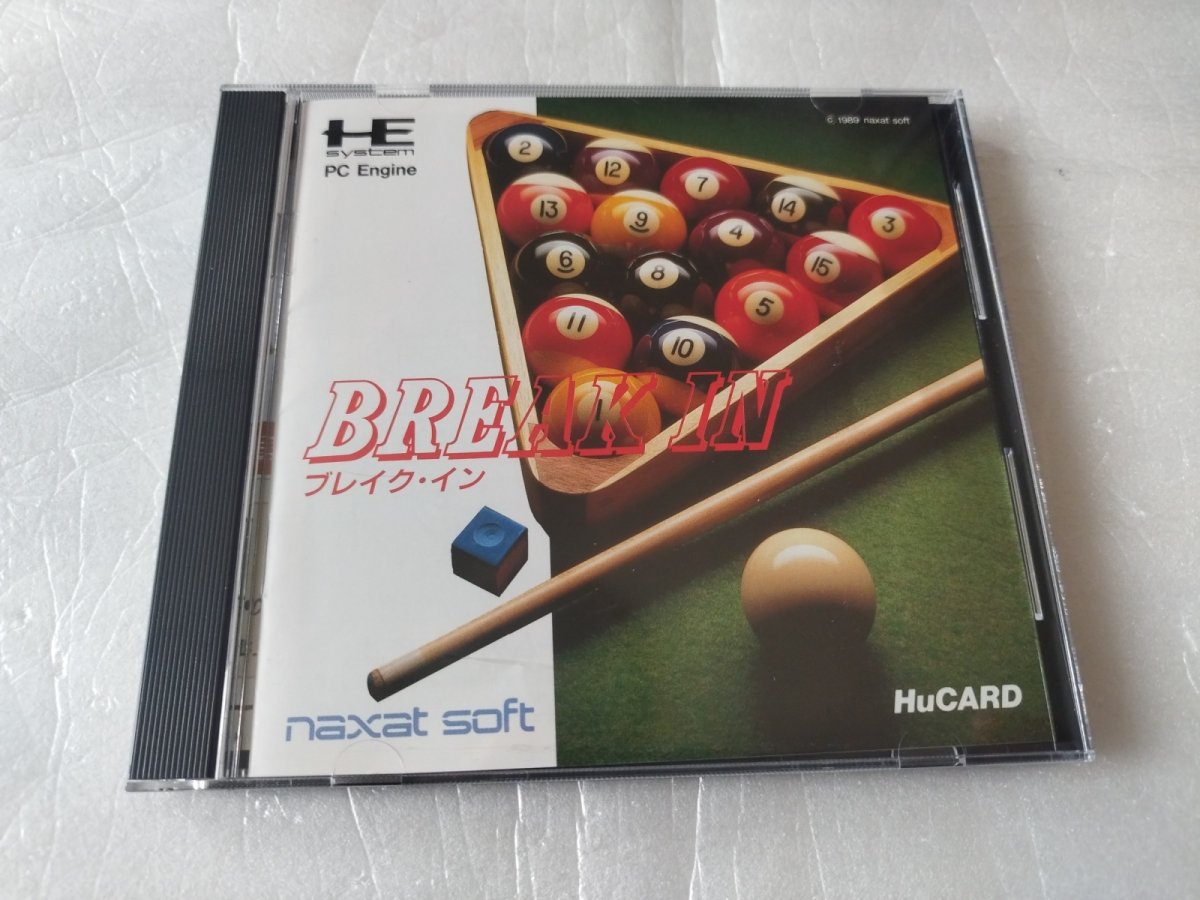 HE
system
PC Engine
c 1989 naxat soft
2
12
7
14
3
13
9
4
15
6
8
5
11
10
1
BREAK IN
ブレイク・イン
naxat soft
HuCARD